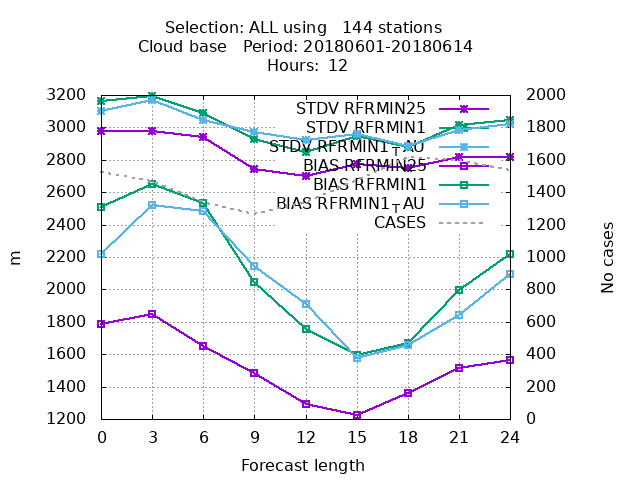 Selection: ALL using   144 stations
Cloud base   Period: 20180601-20180614
Hours:  12
3200
3000
2800
2600
2400
2200
2000
1800
1600
1400
1200
m
STDV RFRMIN25
STDV RFRMIN1
STDV RFRMIN1_TAU
BIAS RFRMIN25
BIAS RFRMIN1
BIAS RFRMIN1_TAU
CASES
2000
1800
1600
1400
1200
1000
800
600
400
200
0
No cases
0 3 6 9 12 15 18 21 24
Forecast length